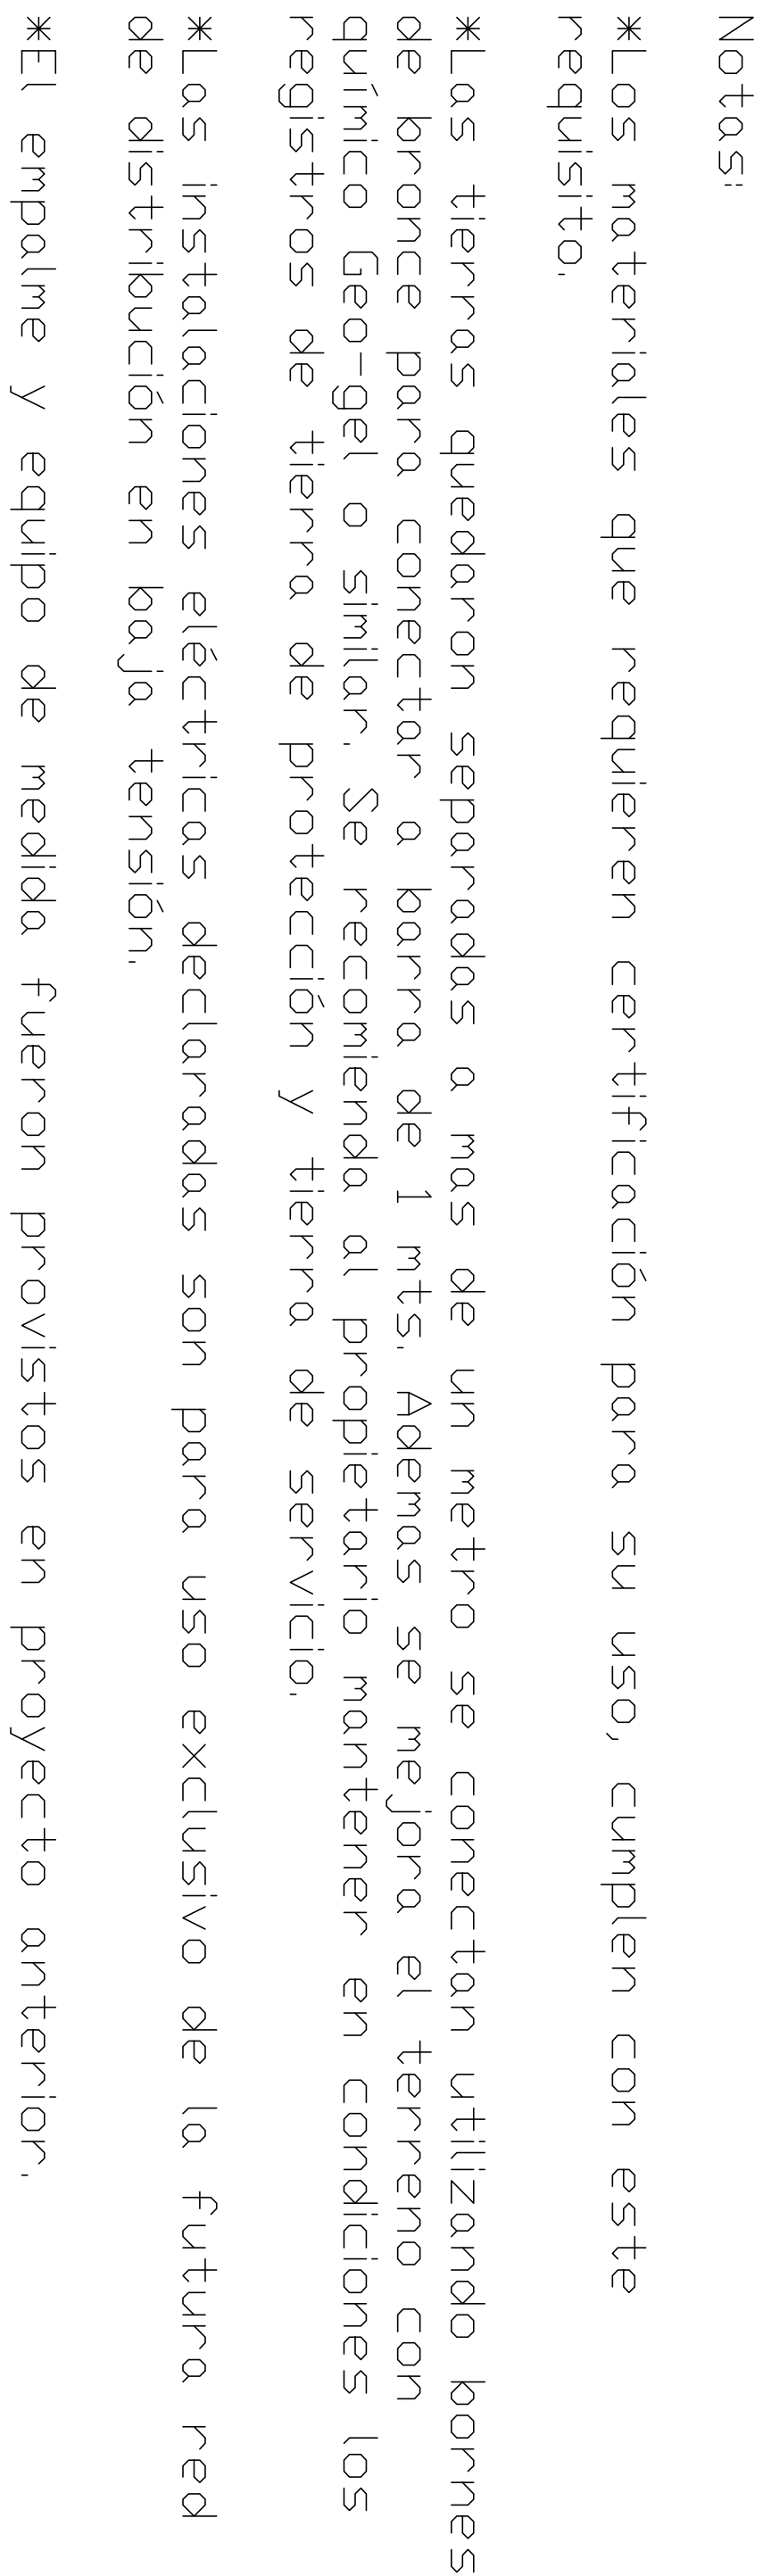 Notas:
*Los materiales que requieren certificación para su uso, cumplen con este
requisito.
*Las tierras quedaron separadas a mas de un metro se conectan utilizando bornes
de bronce para conectar a barra de 1 mts. Ademas se mejora el terreno con
químico Geo-gel o similar. Se recomienda al propietario mantener en condiciones los
registros de tierra de protección y tierra de servicio.
*Las instalaciones eléctricas declaradas son para uso exclusivo de la futura red
de distribución en baja tensión.
*El empalme y equipo de medida fueron provistos en proyecto anterior.